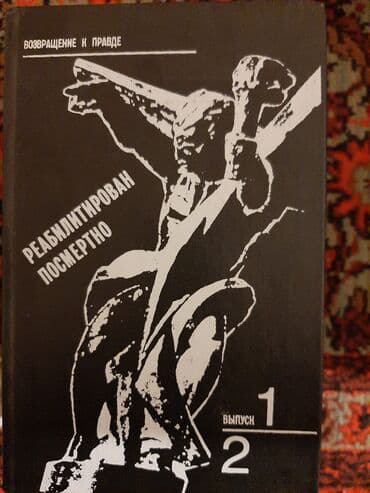 ВОЗВРАЩЕНИЕ К ПРАВДЕ
РЕАБИЛИТИРОВАН
ПОСМЕРТНО
ВЫПУСК 1
2